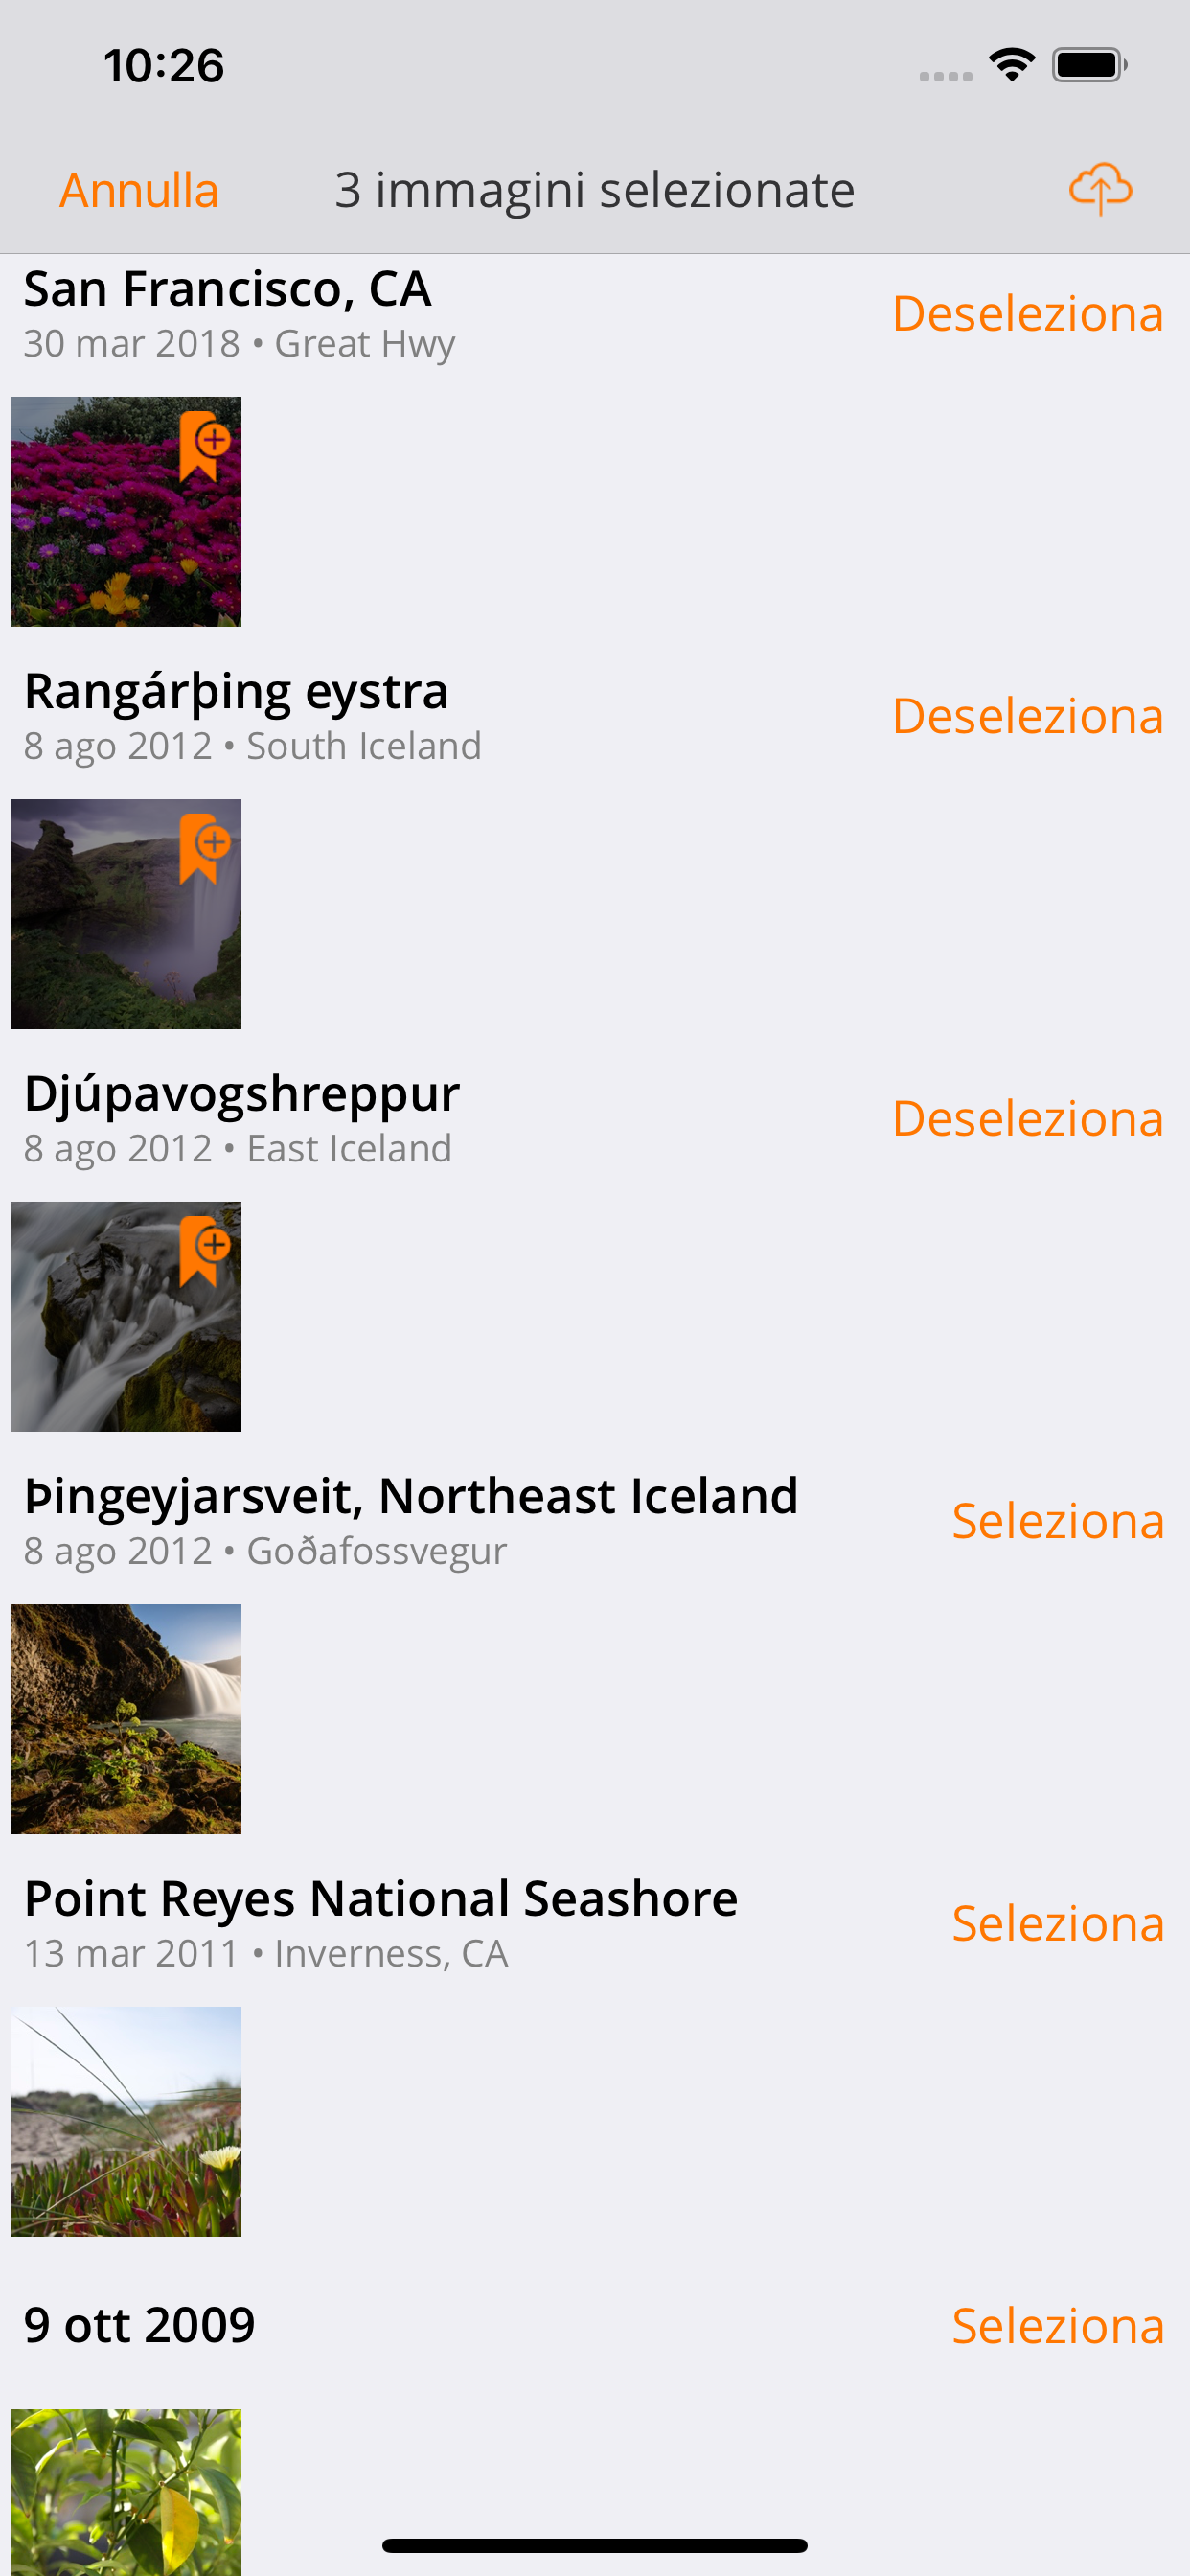 10:26
Annulla 3 immagini selezionate
San Francisco, CA
Deseleziona
30 mar 2018 • Great Hwy
Rangárþing eystra
Deseleziona
8 ago 2012 • South Iceland
Djúpavogshreppur
Deseleziona
8 ago 2012 • East Iceland
Þingeyjarsveit, Northeast Iceland
Seleziona
8 ago 2012 • Goðafossvegur
Point Reyes National Seashore
Seleziona
13 mar 2011 • Inverness, CA
9 ott 2009
Seleziona